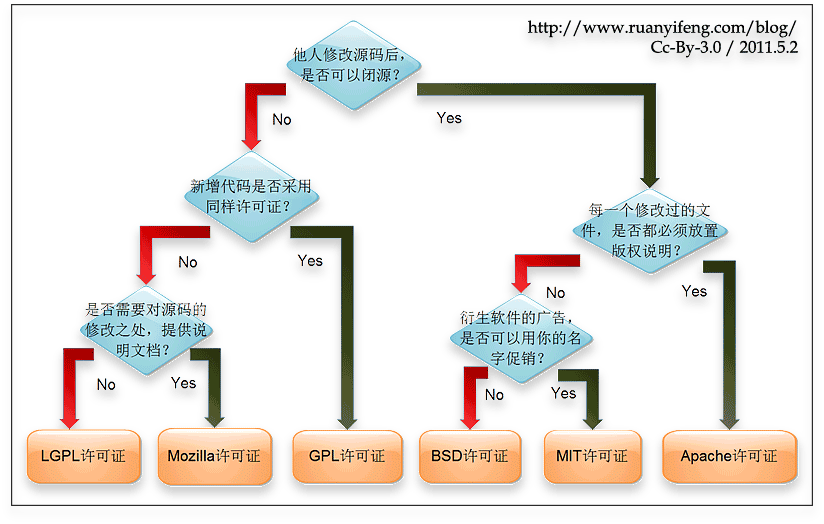 http://www.ruanyifeng.com/blog/
Cc-By-3.0 / 2011.5.2
他人修改源码后，
是否可以闭源？
No
Yes
新增代码是否采用
同样许可证？
每一个修改过的文
件，是否都必须放置
版权说明？
No
Yes
No
Yes
是否需要对源码的
修改之处，提供说
明文档？
衍生软件的广告，
是否可以用你的名
字促销？
No
Yes
No
Yes
LGPL许可证
Mozilla许可证
GPL许可证
BSD许可证
MIT许可证
Apache许可证